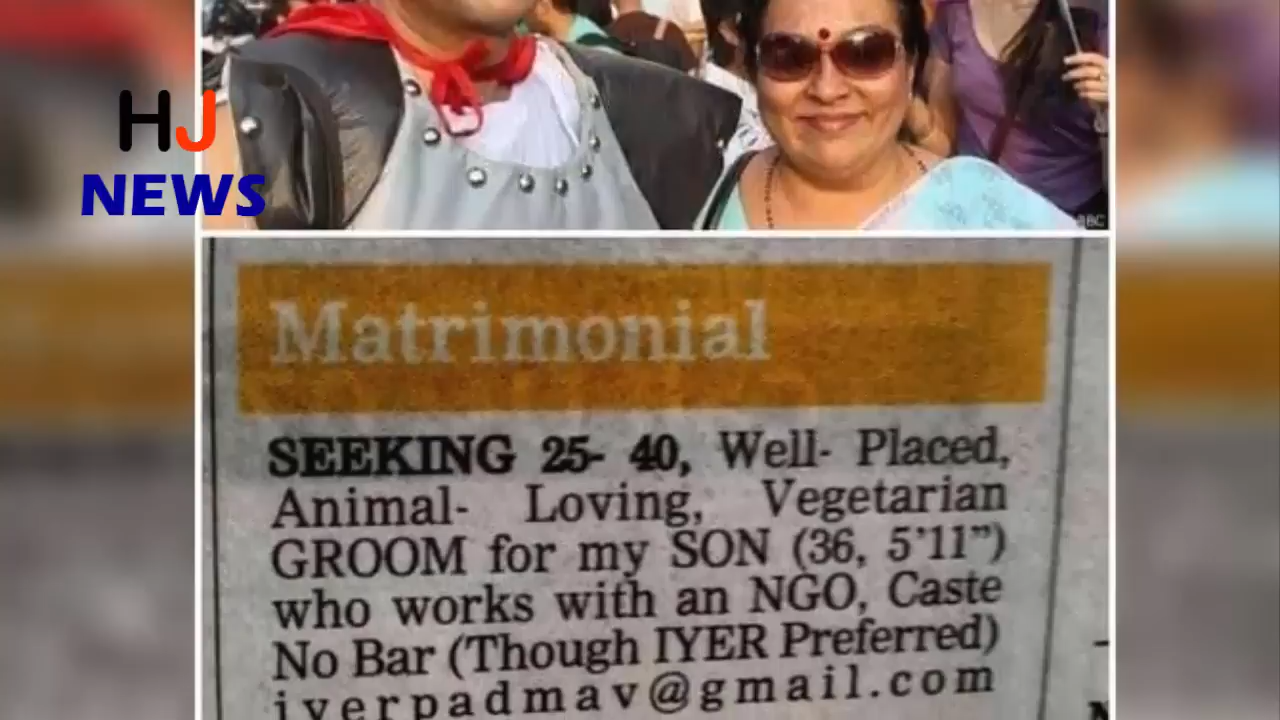 HJ
NEWS
BBC
Matrimonial
SEEKING 25- 40, Well- Placed,
Animal- Loving, Vegetarian
GROOM for my SON (36, 5'11")
who works with an NGO, Caste
No Bar (Though IYER Preferred)
iyerpadmav@gmail.com